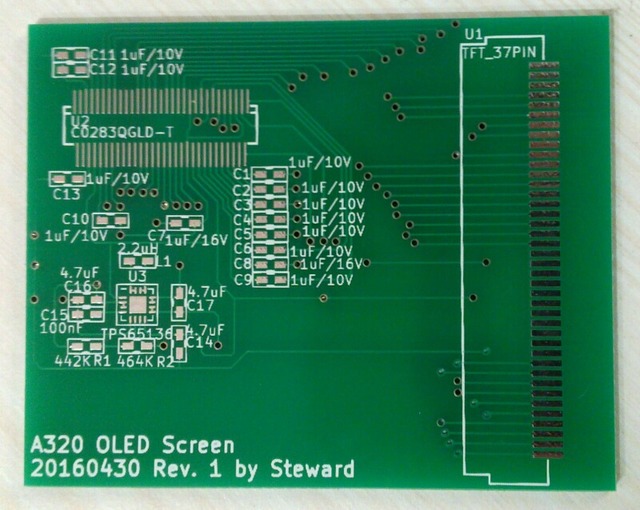 U1
TFT_37PIN
C11 1uF/10V
C12 1uF/10V
U2
C0283QGLD-T
C13 1uF/10V
C1 1uF/10V
C2 1uF/10V
C3 1uF/10V
C4 1uF/10V
C5 1uF/10V
C6 1uF/10V
C8 1uF/16V
C9 1uF/10V
C10 1uF/10V
C7 1uF/16V
2.2uH L1
U3
4.7uF
C16
C15
100nF
4.7uF
C17
TPS65136
4.7uF
C14
442K R1
464K R2
A320 OLED Screen
20160430 Rev. 1 by Steward